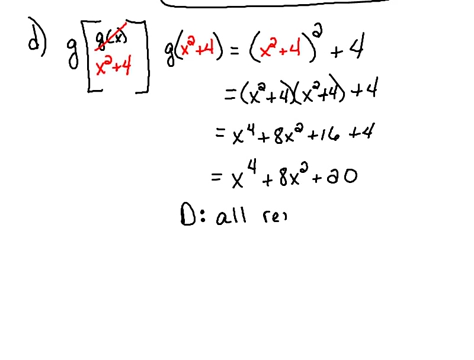 d) g[g(x) x²+4] g(x²+4) = (x²+4)² + 4
= (x²+4)(x²+4) + 4
= x⁴ + 8x² + 16 + 4
= x⁴ + 8x² + 20
D: all